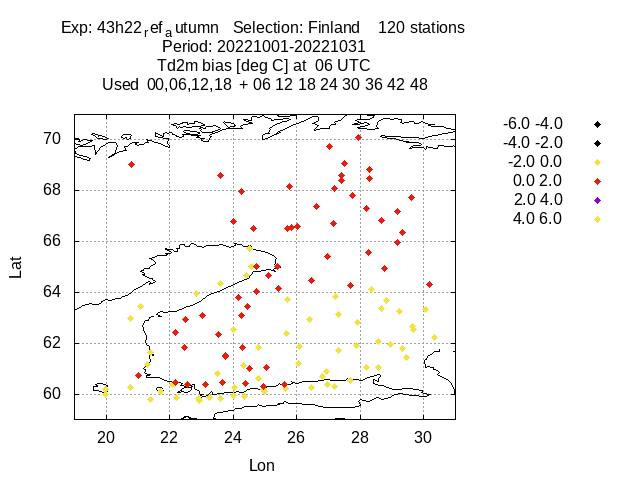 Exp: 43h22_ref_autumn   Selection: Finland    120 stations
Period: 20221001-20221031
Td2m bias [deg C] at  06 UTC
Used  00,06,12,18  + 06 12 18 24 30 36 42 48
-6.0 -4.0
-4.0 -2.0
-2.0 0.0
0.0 2.0
2.0 4.0
4.0 6.0
Lat
70
68
66
64
62
60
20 22 24 26 28 30
Lon